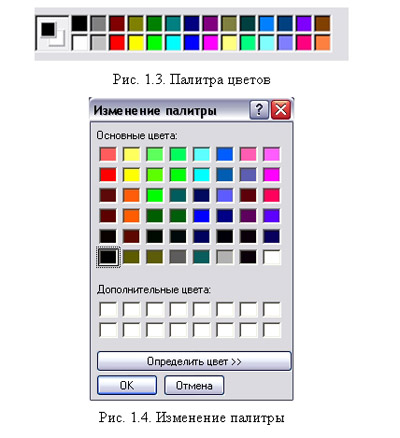 Рис. 1.3. Палитра цветов
Изменение палитры
Основные цвета:
Дополнительные цвета:
Определить цвет >>
OK
Отмена
Рис. 1.4. Изменение палитры